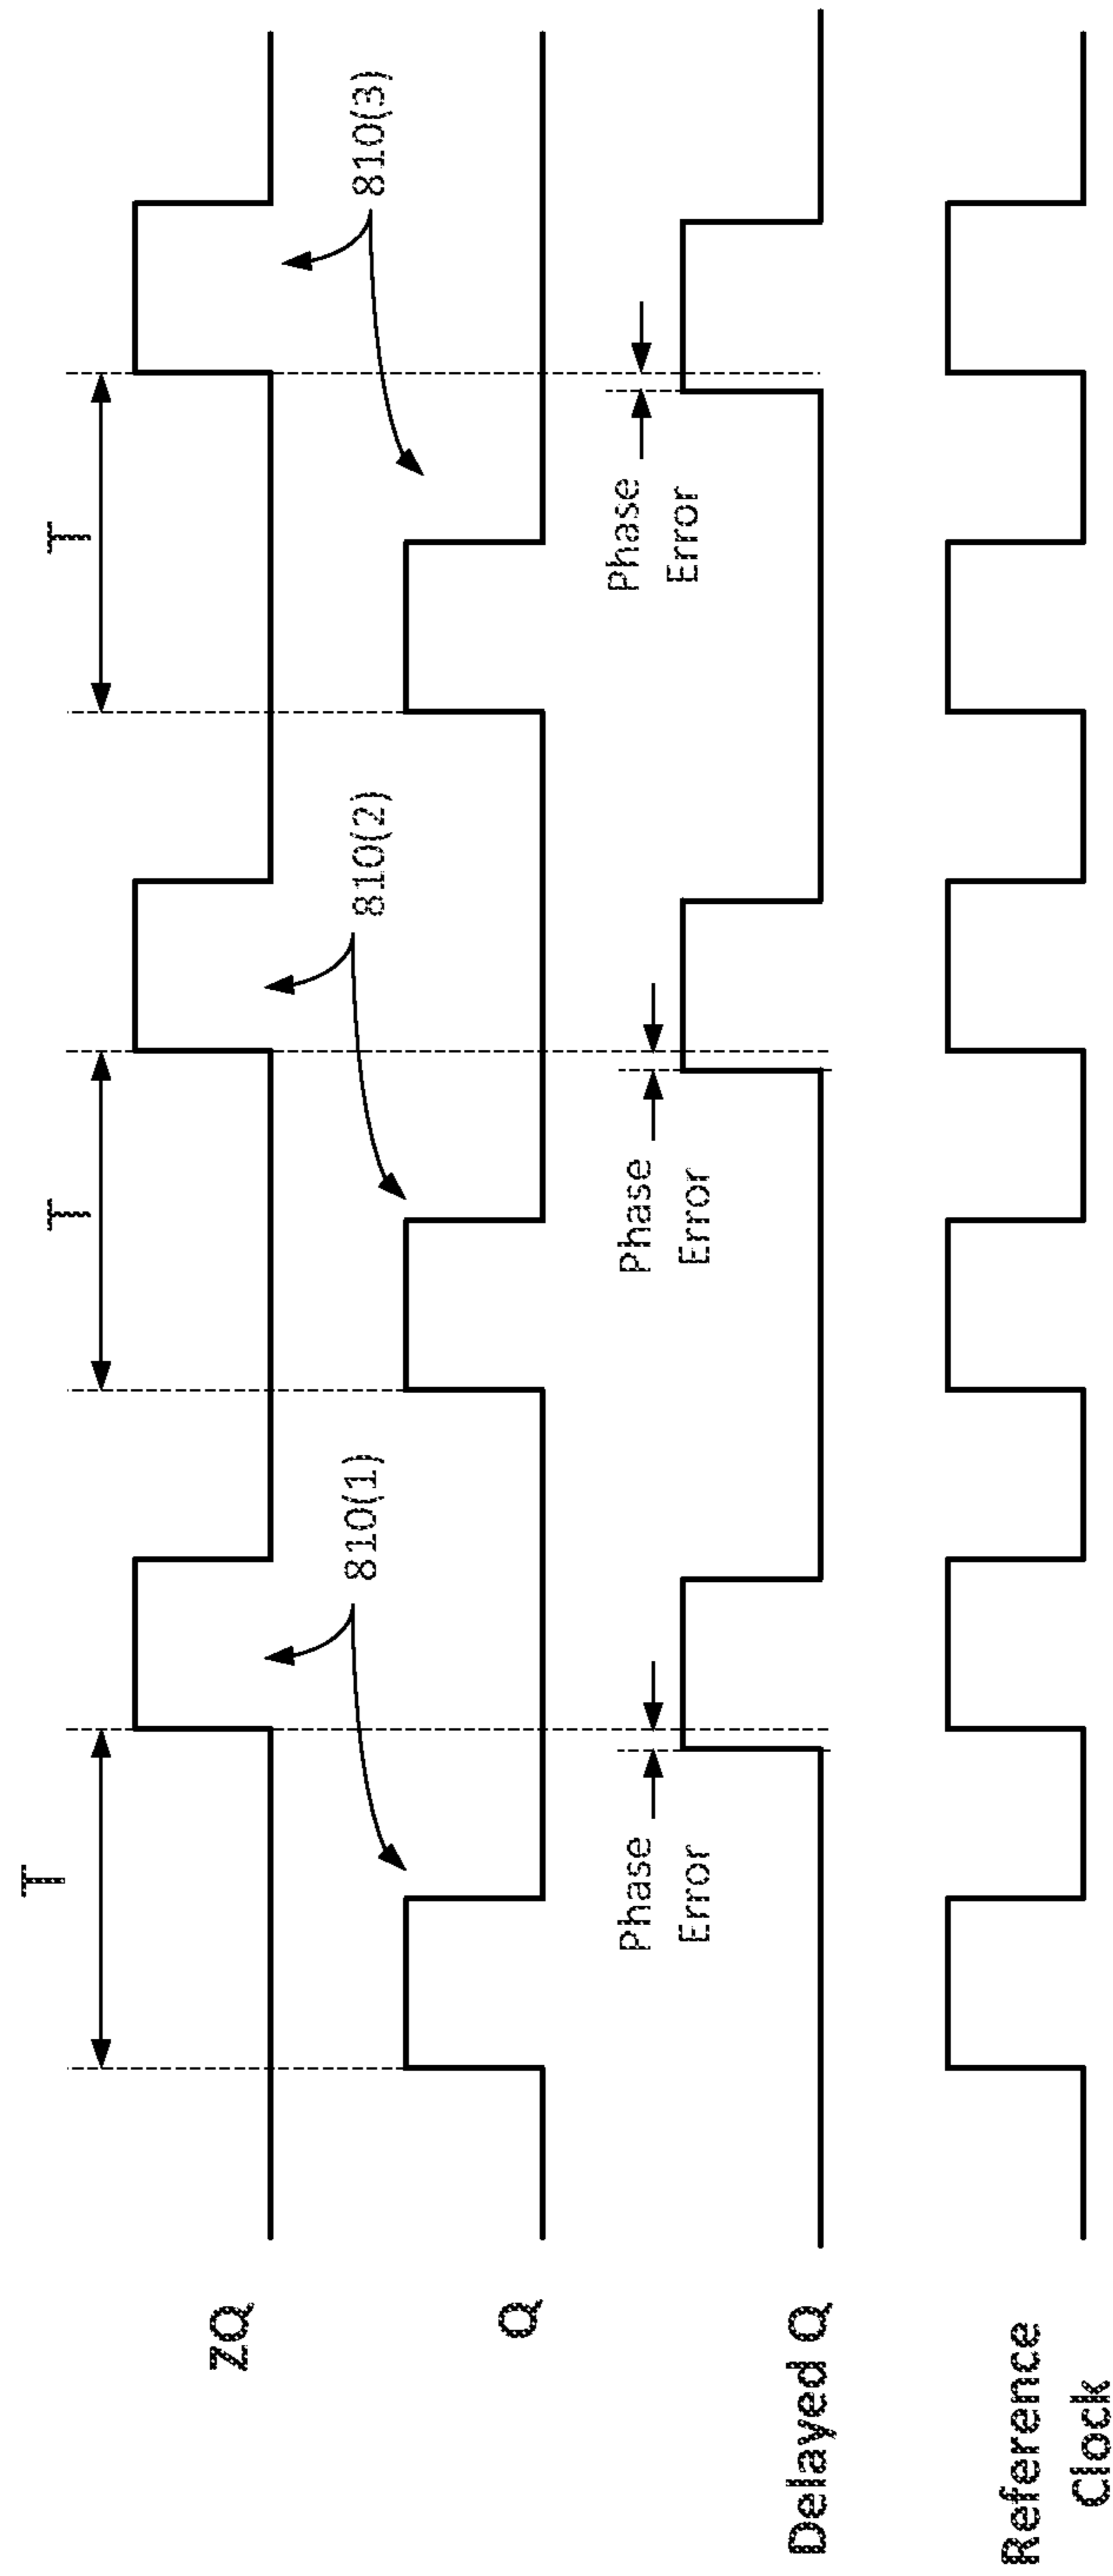 T
T
T
ZQ
810(1)
810(2)
810(3)
Q
Phase
Error
Phase
Error
Phase
Error
Delayed Q
Reference
Clock